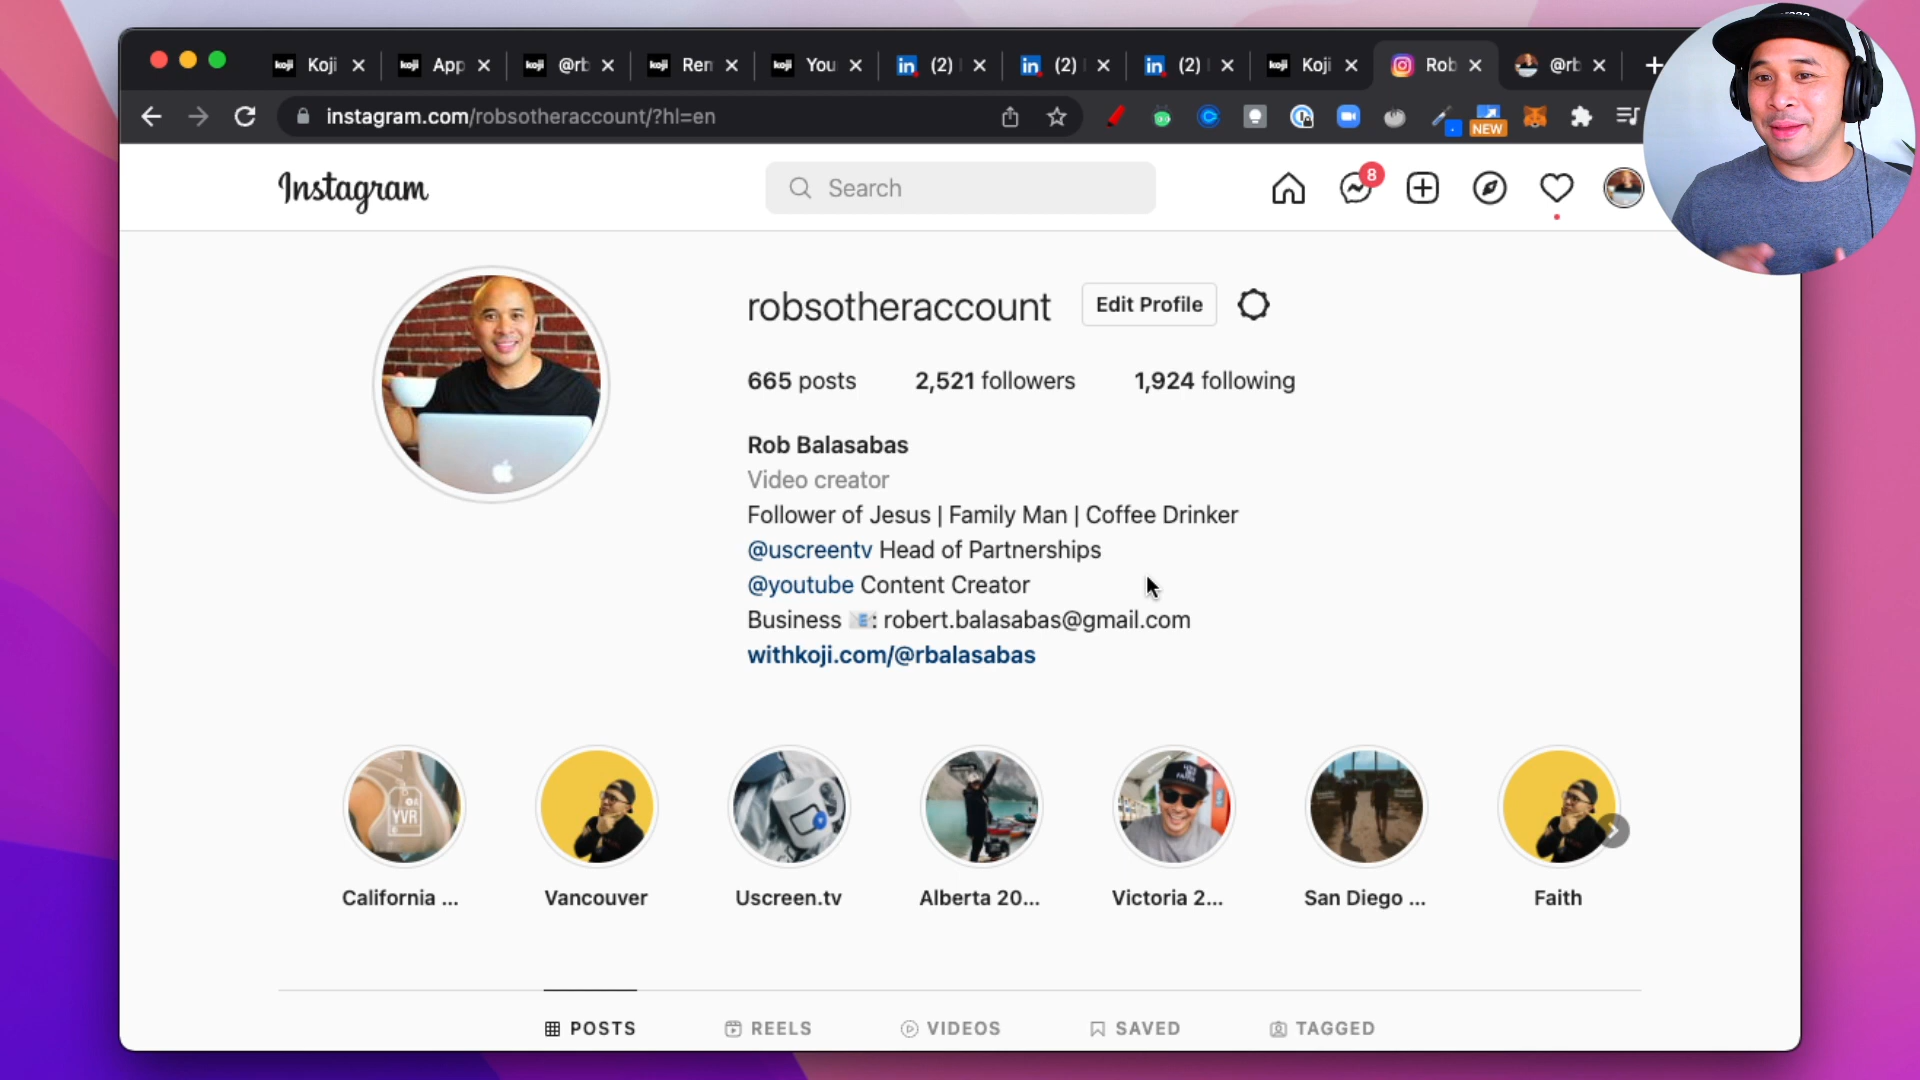 Koji
App
@rb
Ren
You
(2)
(2)
(2)
Koji
Rob
@rb
instagram.com/robsotheraccount/?hl=en
NEW
Instagram
Search
8
robsotheraccount
Edit Profile
665 posts 2,521 followers 1,924 following
Rob Balasabas
Video creator
Follower of Jesus | Family Man | Coffee Drinker
@uscreentv Head of Partnerships
@youtube Content Creator
Business 📧: robert.balasabas@gmail.com
withkoji.com/@rbalasabas
YVR
California ...
Vancouver
Uscreen.tv
Alberta 20...
Victoria 2...
San Diego ...
Faith
POSTS
REELS
VIDEOS
SAVED
TAGGED